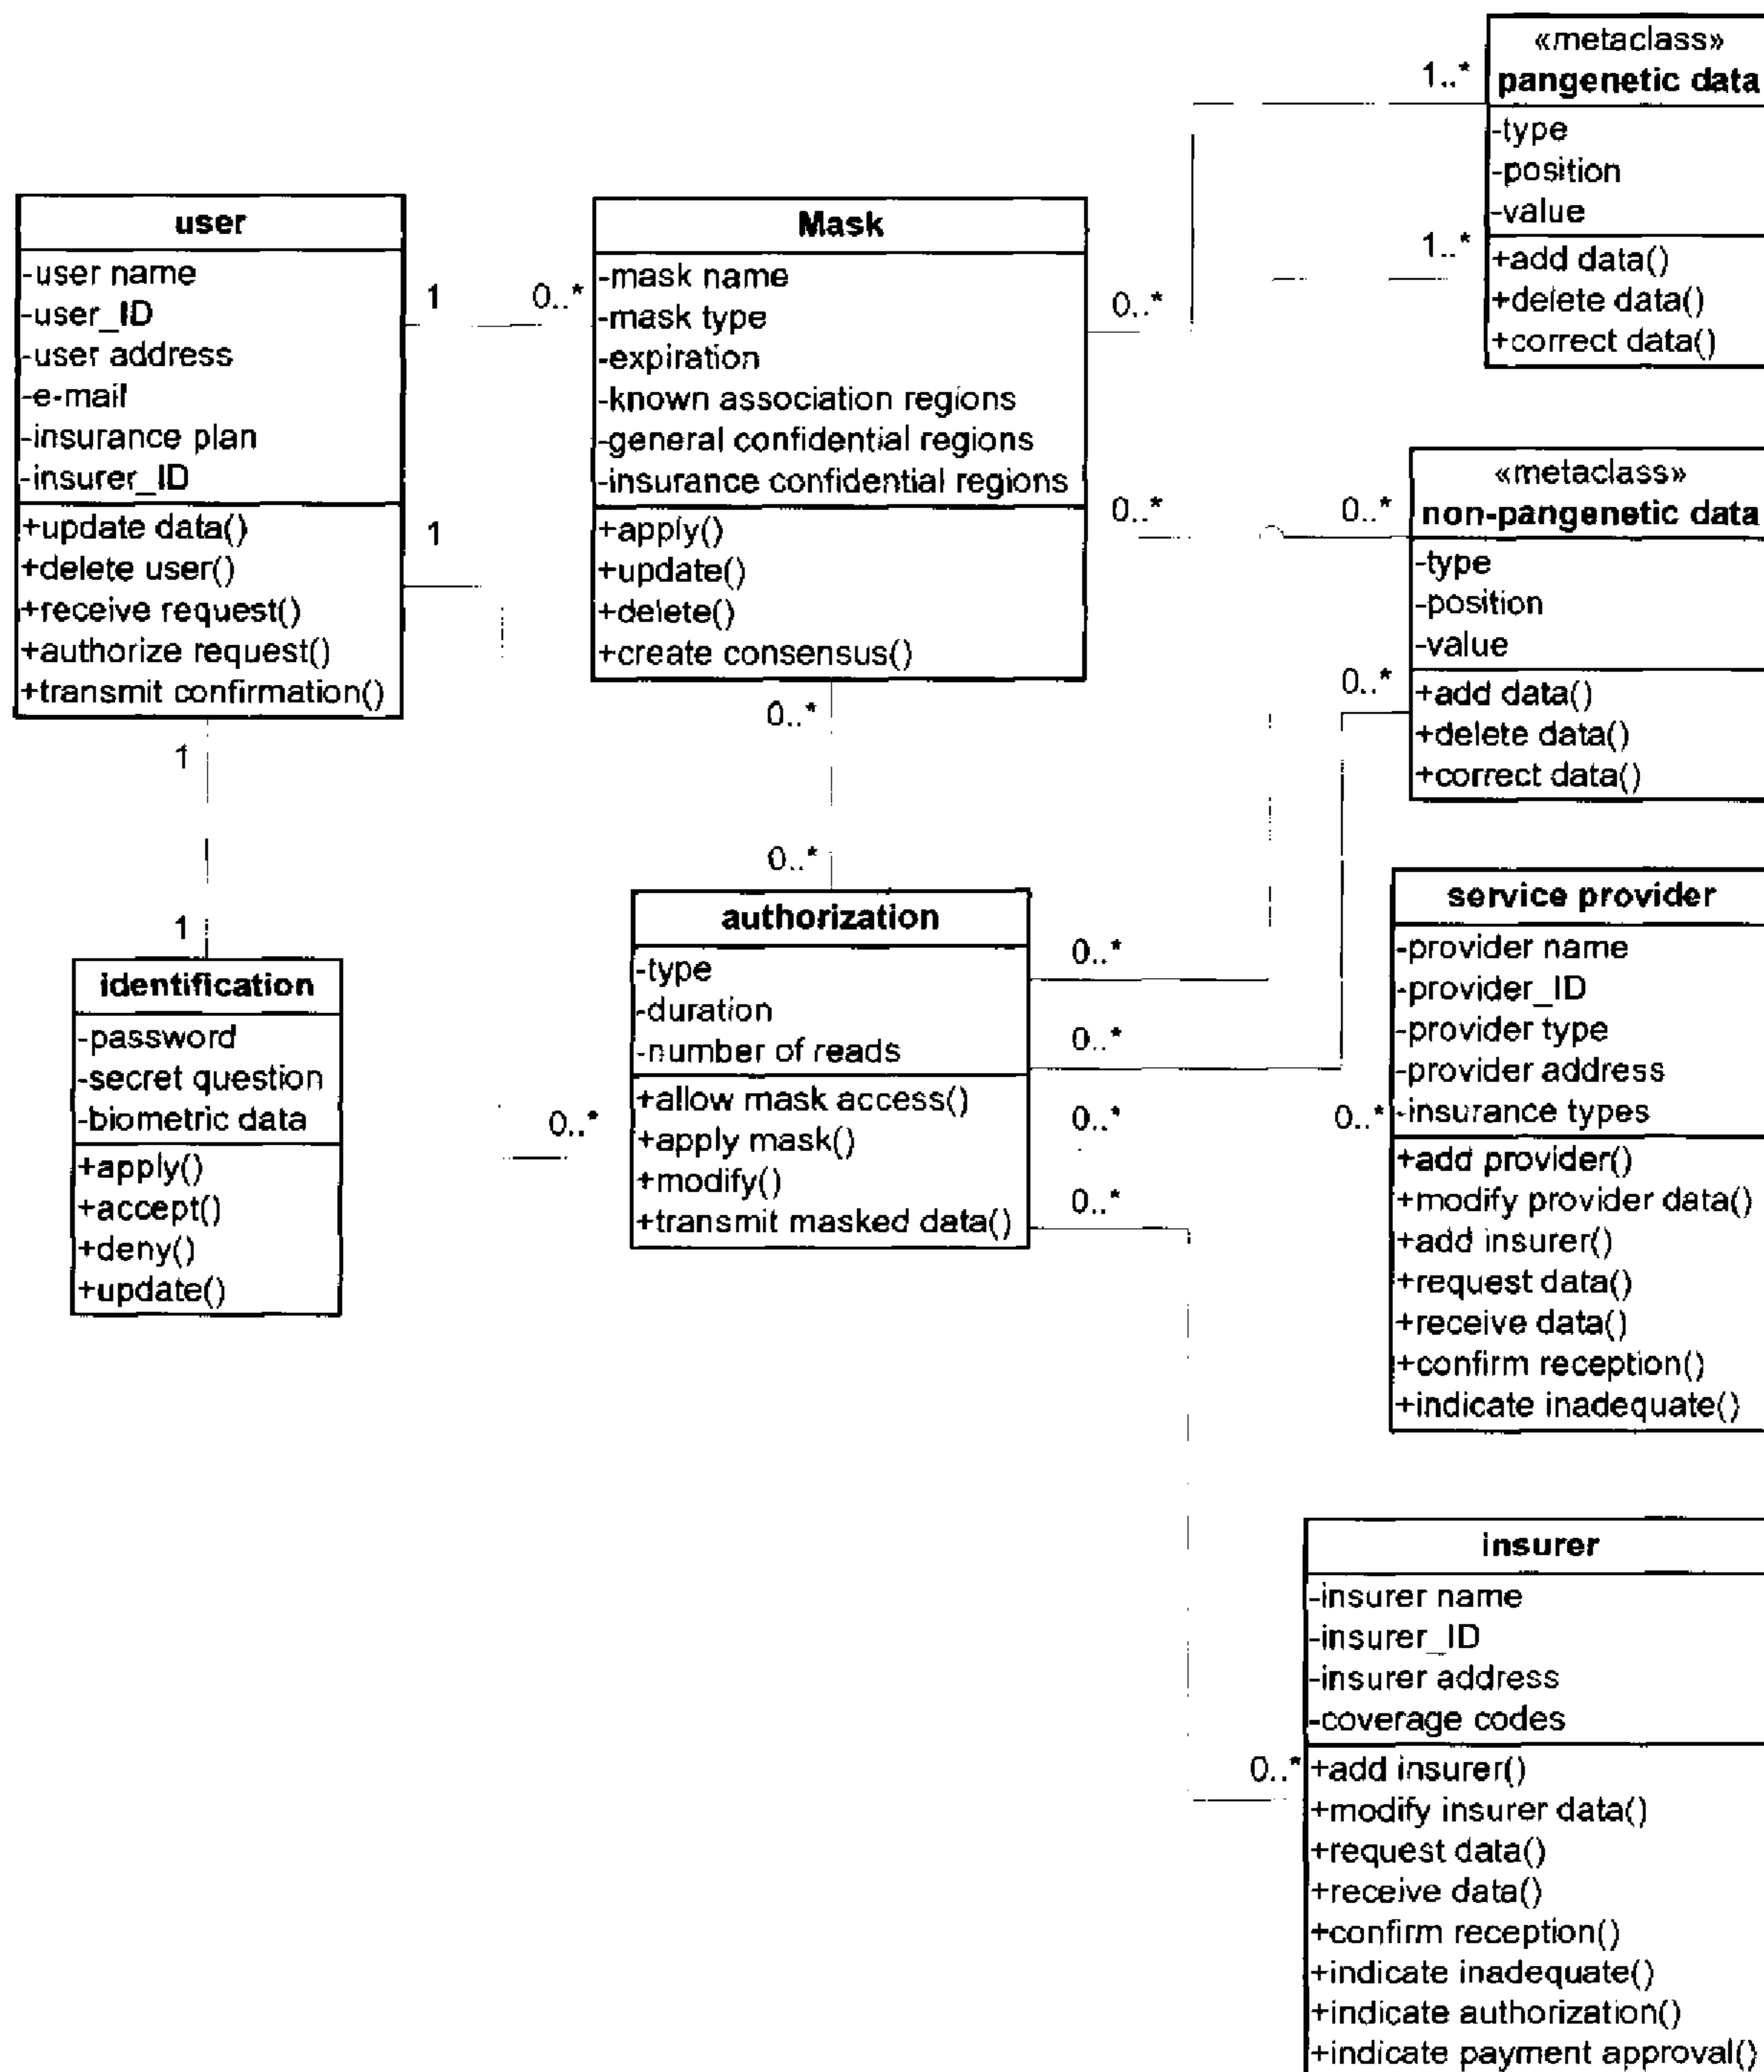 «metaclass»
pangenetic data
-type
-position
-value
+add data()
+delete data()
+correct data()
1..*
1..*
user
-user name
-user_ID
-user address
-e-mail
-insurance plan
-insurer_ID
+update data()
+delete user()
+receive request()
+authorize request()
+transmit confirmation()
1
0..*
1
1
Mask
-mask name
-mask type
-expiration
-known association regions
-general confidential regions
-insurance confidential regions
+apply()
+update()
+delete()
+create consensus()
0..*
0..*
0..*
0..*
«metaclass»
non-pangenetic data
-type
-position
-value
+add data()
+delete data()
+correct data()
0..*
0..*
1
identification
-password
-secret question
-biometric data
+apply()
+accept()
+deny()
+update()
0..*
authorization
-type
-duration
-number of reads
+allow mask access()
+apply mask()
+modify()
+transmit masked data()
0..*
0..*
0..*
0..*
0..*
service provider
-provider name
-provider_ID
-provider type
-provider address
-insurance types
+add provider()
+modify provider data()
+add insurer()
+request data()
+receive data()
+confirm reception()
+indicate inadequate()
insurer
-insurer name
-insurer_ID
-insurer address
-coverage codes
0..*
+add insurer()
+modify insurer data()
+request data()
+receive data()
+confirm reception()
+indicate inadequate()
+indicate authorization()
+indicate payment approval()